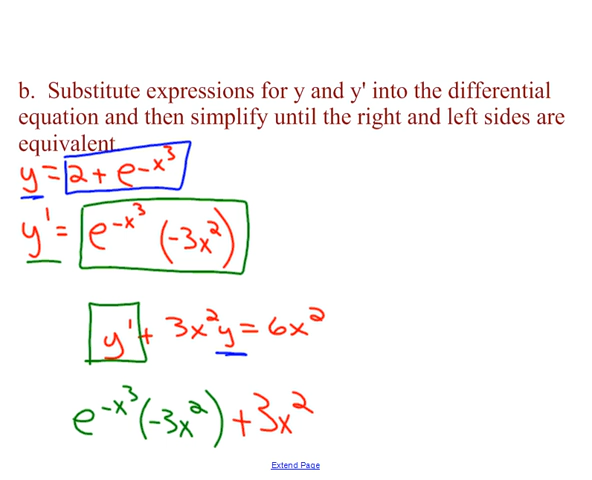 b. Substitute expressions for y and y' into the differential
equation and then simplify until the right and left sides are
equivalent
y = 2 + e^{-x^3}
y' = e^{-x^3} (-3x^2)
y' + 3x^2y = 6x^2
e^{-x^3}(-3x^2) + 3x^2
Extend Page